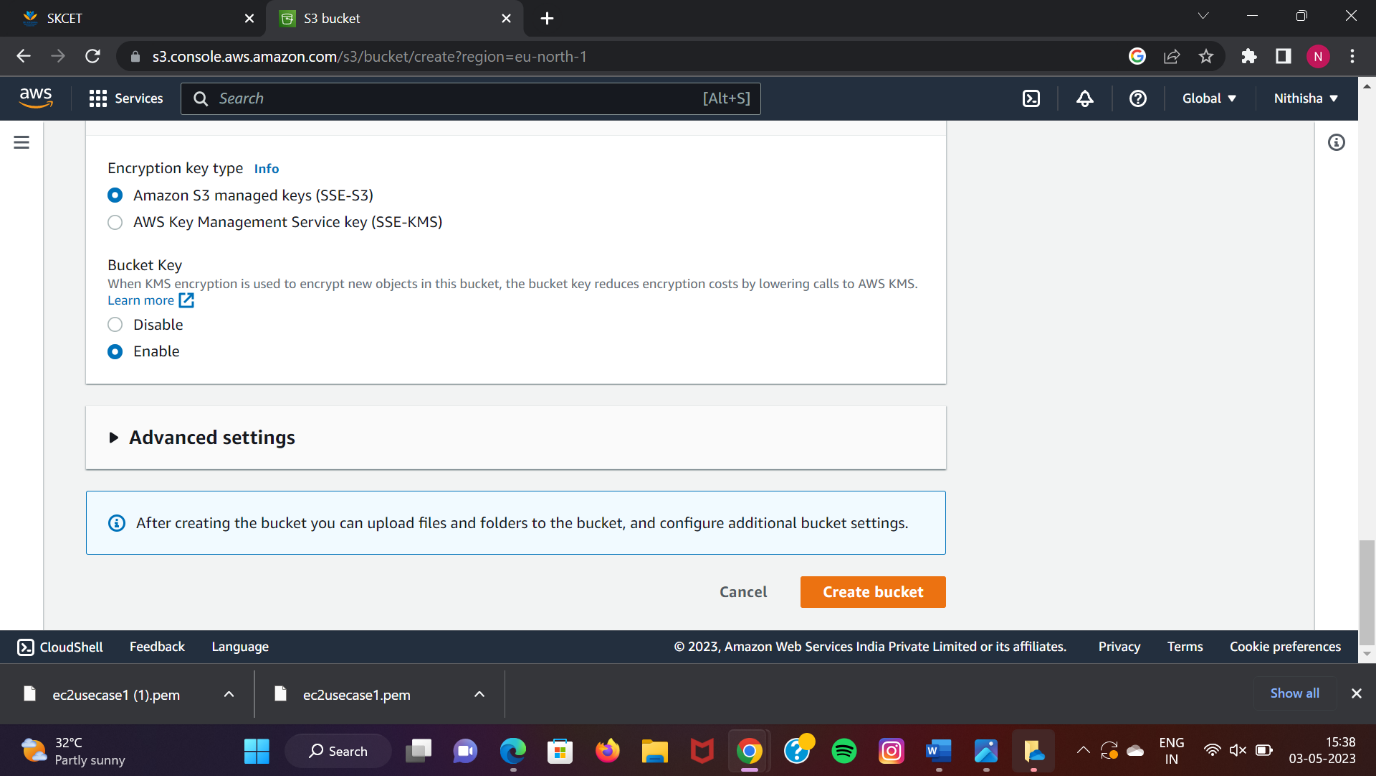 SKCET
S3 bucket
s3.console.aws.amazon.com/s3/bucket/create?region=eu-north-1
N
aws
Services
Search
[Alt+S]
Global
Nithisha
Encryption key type Info
Amazon S3 managed keys (SSE-S3)
AWS Key Management Service key (SSE-KMS)
Bucket Key
When KMS encryption is used to encrypt new objects in this bucket, the bucket key reduces encryption costs by lowering calls to AWS KMS.
Learn more
Disable
Enable
Advanced settings
After creating the bucket you can upload files and folders to the bucket, and configure additional bucket settings.
Cancel
Create bucket
CloudShell
Feedback
Language
© 2023, Amazon Web Services India Private Limited or its affiliates.
Privacy
Terms
Cookie preferences
ec2usecase1 (1).pem
ec2usecase1.pem
Show all
32°C
Partly sunny
Search
ENG
IN
15:38
03-05-2023